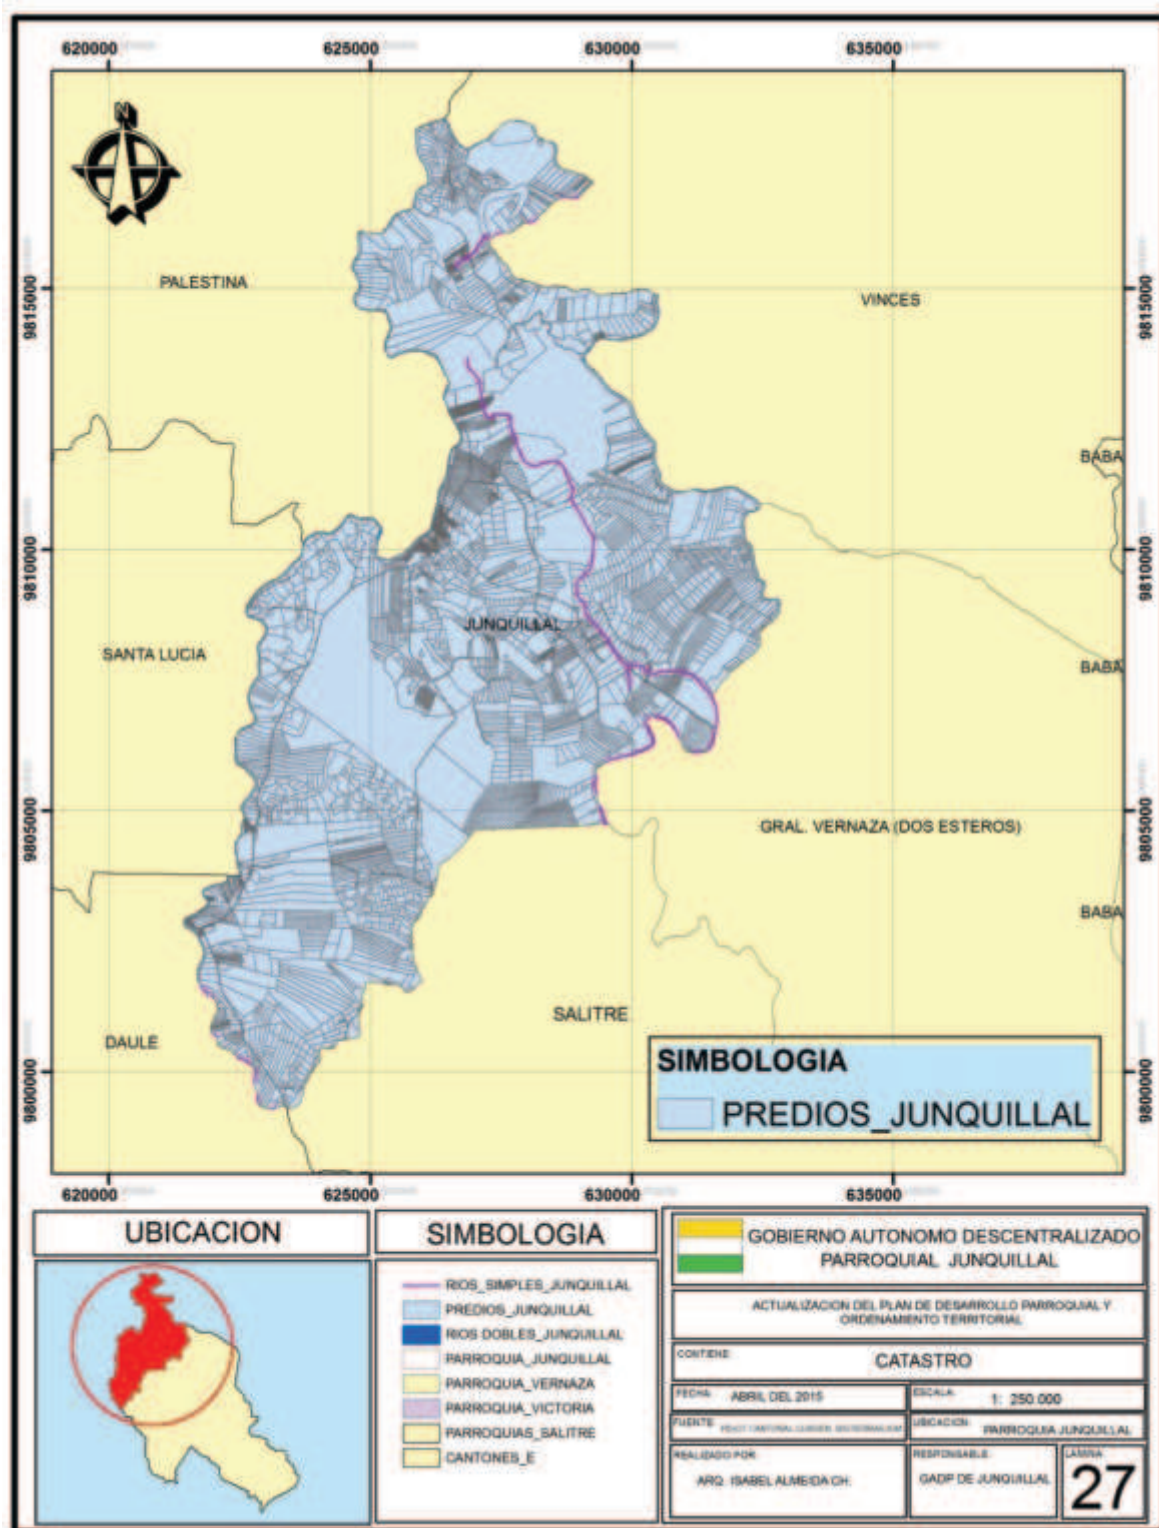 620000 625000 630000 635000
N
PALESTINA
VINCES
9815000
9815000
BABA
9810000
9810000
JUNQUILLAL
SANTA LUCIA
BABA
9805000
9805000
GRAL. VERNAZA (DOS ESTEROS)
BABA
SALITRE
DAULE
SIMBOLOGIA
PREDIOS_JUNQUILLAL
9800000
9800000
620000 625000 630000 635000
UBICACION
SIMBOLOGIA
RIOS_SIMPLES_JUNQUILLAL
PREDIOS_JUNQUILLAL
RIOS DOBLES_JUNQUILLAL
PARROQUIA_JUNQUILLAL
PARROQUIA_VERNAZA
PARROQUIA_VICTORIA
PARROQUIAS_SALITRE
CANTONES_E
GOBIERNO AUTONOMO DESCENTRALIZADO
PARROQUIAL JUNQUILLAL
ACTUALIZACION DEL PLAN DE DESARROLLO PARROQUIAL Y
ORDENAMIENTO TERRITORIAL
CONTIENE:
CATASTRO
FECHA: ABRIL DEL 2015
ESCALA: 1: 250.000
FUENTE:
UBICACION: PARROQUIA JUNQUILLAL
REALIZADO POR:
ARQ. ISABEL ALMEIDA CH.
RESPONSABLE:
GADP DE JUNQUILLAL
LAMINA
27